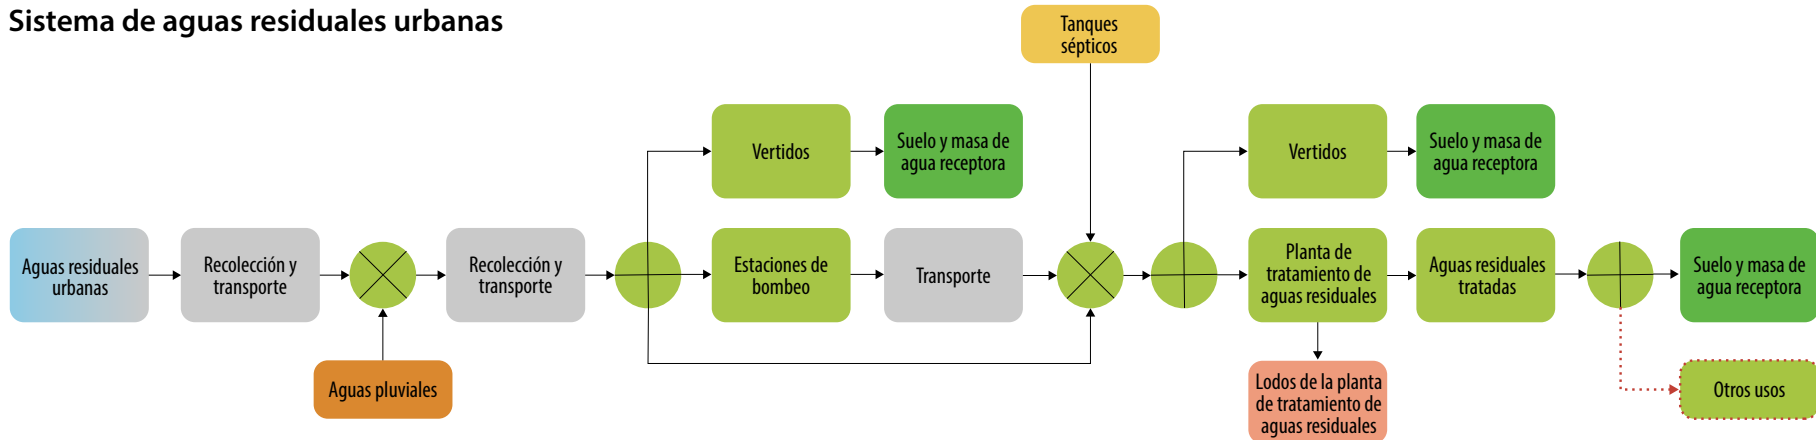 Sistema de aguas residuales urbanas
Tanques
sépticos
Vertidos
Suelo y masa de
agua receptora
Vertidos
Suelo y masa de
agua receptora
Aguas residuales
urbanas
Recolección y
transporte
Recolección y
transporte
Estaciones de
bombeo
Transporte
Planta de
tratamiento de
aguas residuales
Aguas residuales
tratadas
Suelo y masa de
agua receptora
Aguas pluviales
Lodos de la planta
de tratamiento de
aguas residuales
Otros usos